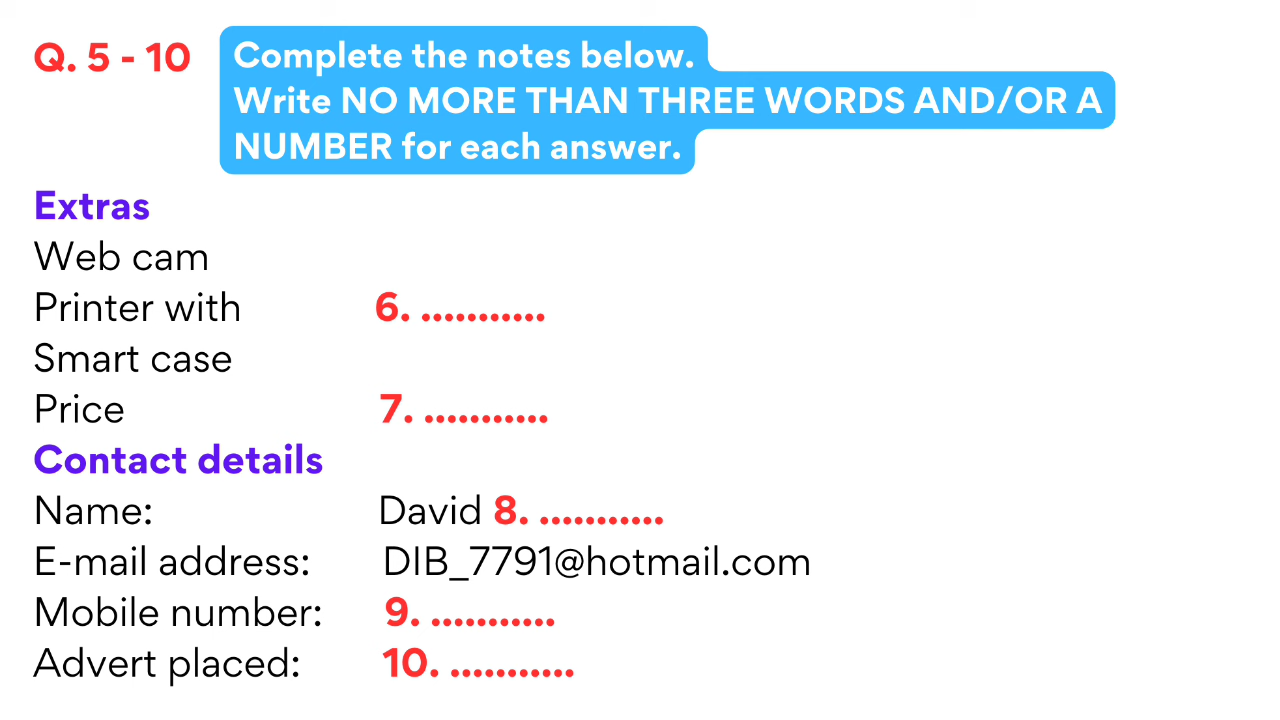 Q. 5 - 10
Complete the notes below.
Write NO MORE THAN THREE WORDS AND/OR A
NUMBER for each answer.
Extras
Web cam
Printer with 6. ...........
Smart case
Price 7. ...........
Contact details
Name: David 8. ...........
E-mail address: DIB_7791@hotmail.com
Mobile number: 9. ...........
Advert placed: 10. ...........